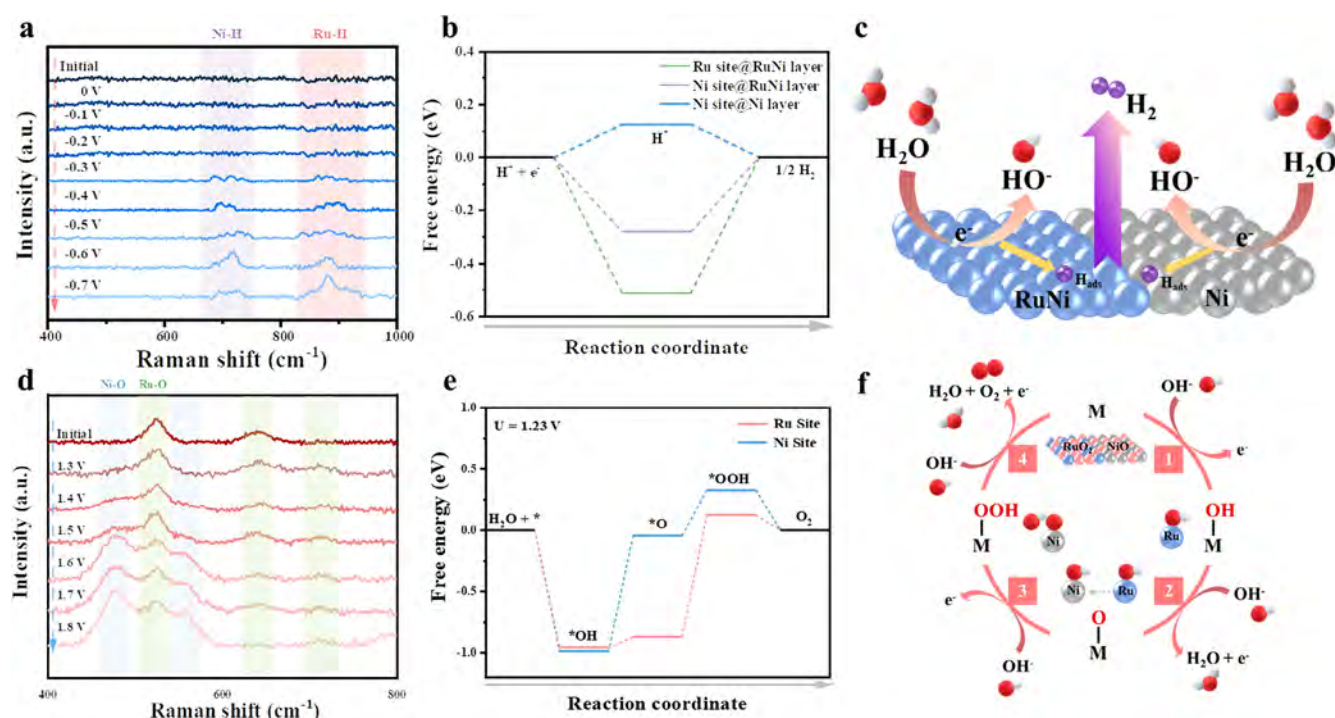 a
Ni-H
Ru-H
Initial
0 V
-0.1 V
-0.2 V
-0.3 V
-0.4 V
-0.5 V
-0.6 V
-0.7 V
Intensity (a.u.)
400
600
800
1000
Raman shift (cm⁻¹)
b
0.4
0.2
0.0
-0.2
-0.4
-0.6
Free energy (eV)
Ru site@RuNi layer
Ni site@RuNi layer
Ni site@Ni layer
H*
1/2 H₂
Reaction coordinate
c
H₂
H₂O
HO⁻
HO⁻
H₂O
e⁻
e⁻
H_ads
H_ads
RuNi
Ni
d
Ni-O
Ru-O
Initial
1.3 V
1.4 V
1.5 V
1.6 V
1.7 V
1.8 V
Intensity (a.u.)
400
600
800
Raman shift (cm⁻¹)
e
1.0
0.5
0.0
-0.5
-1.0
Free energy (eV)
U = 1.23 V
Ru Site
Ni Site
H₂O + *
*OH
*O
*OOH
O₂
Reaction coordinate
f
H₂O + O₂ + e⁻
M
OH⁻
RuO₂
NiO
OH⁻
4
1
e⁻
OOH
M
Ni
Ru
OH
M
e⁻
3
Ni
Ru
2
OH⁻
O
M
OH⁻
H₂O + e⁻